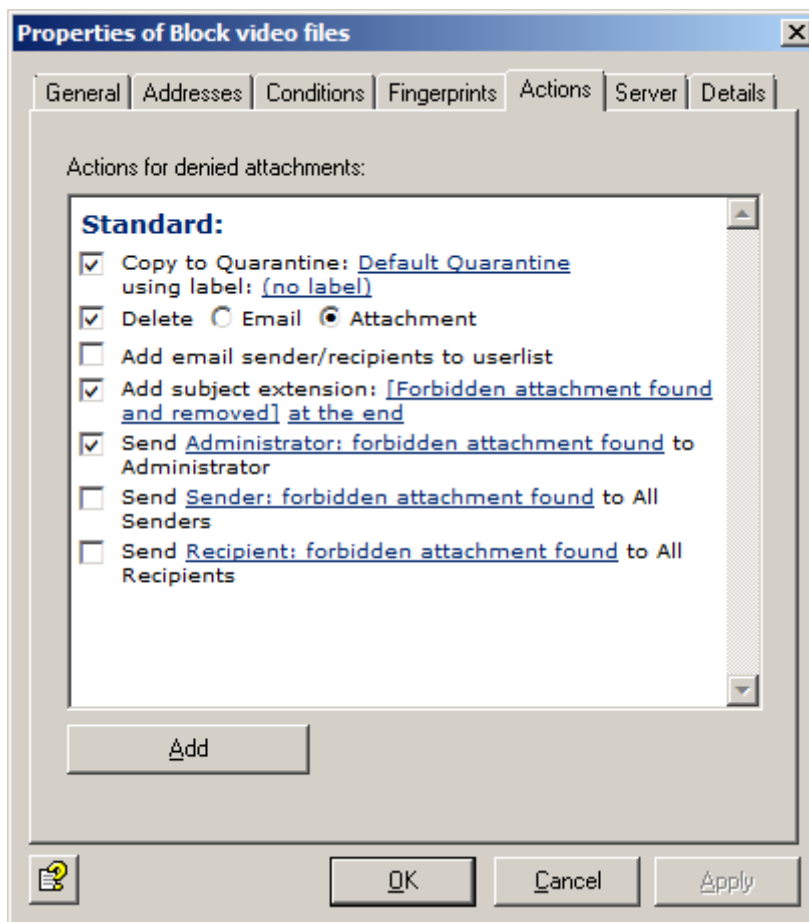 Properties of Block video files
General Addresses Conditions Fingerprints Actions Server Details
Actions for denied attachments:
Standard:
Copy to Quarantine: Default Quarantine
using label: (no label)
Delete Email Attachment
Add email sender/recipients to userlist
Add subject extension: [Forbidden attachment found
and removed] at the end
Send Administrator: forbidden attachment found to
Administrator
Send Sender: forbidden attachment found to All
Senders
Send Recipient: forbidden attachment found to All
Recipients
Add
OK Cancel Apply